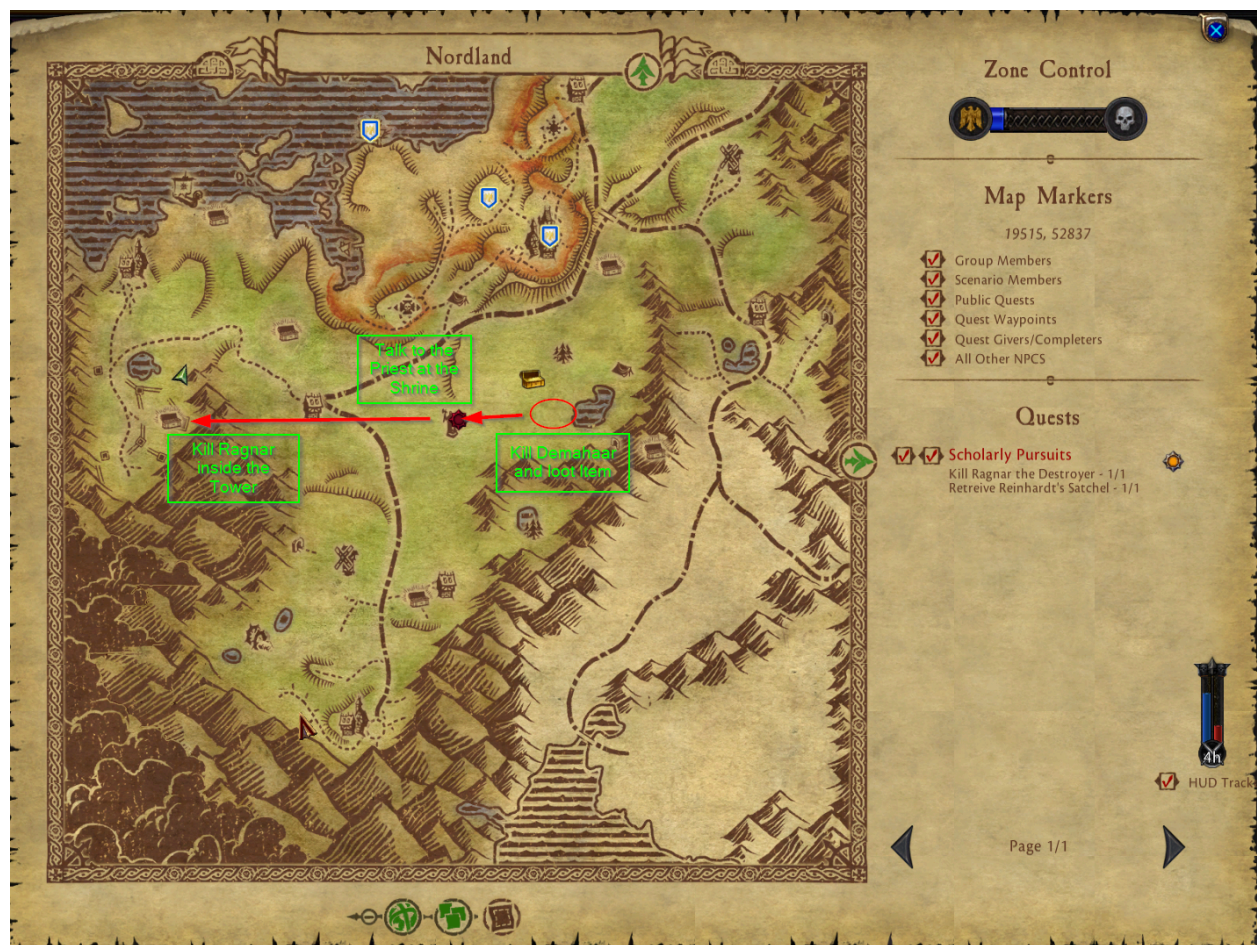 Nordland
Zone Control
Map Markers
19515, 52837
Group Members
Scenario Members
Public Quests
Quest Waypoints
Quest Givers/Completers
All Other NPCS
Quests
Scholarly Pursuits
Kill Ragnar the Destroyer - 1/1
Retreive Reinhardt's Satchel - 1/1
Talk to the
Priest at the
Shrine
Kill Ragnar
inside the
Tower
Kill Demahaar
and loot Item
4h
HUD Track
Page 1/1